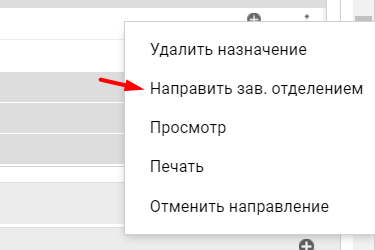 Удалить назначение
Направить зав. отделением
Просмотр
Печать
Отменить направление